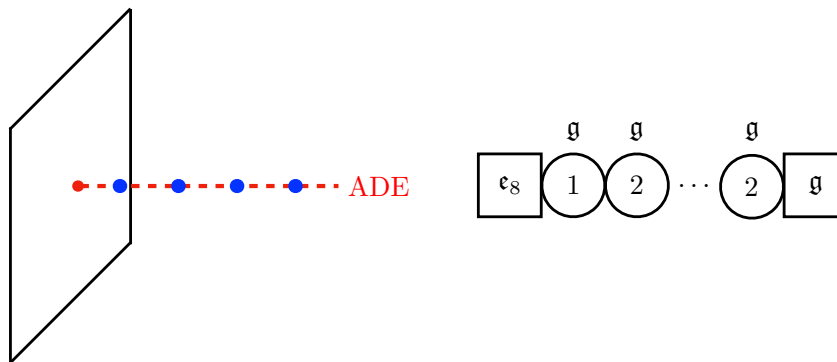 ADE
𝔤 𝔤 𝔤
𝔢₈ 1 2 ⋯ 2 𝔤